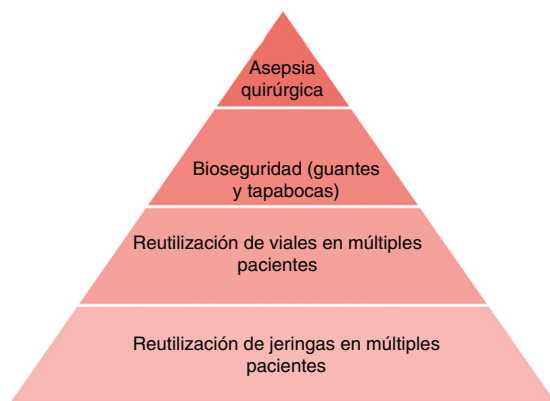 Asepsia
quirúrgica
Bioseguridad (guantes
y tapabocas)
Reutilización de viales en múltiples
pacientes
Reutilización de jeringas en múltiples
pacientes